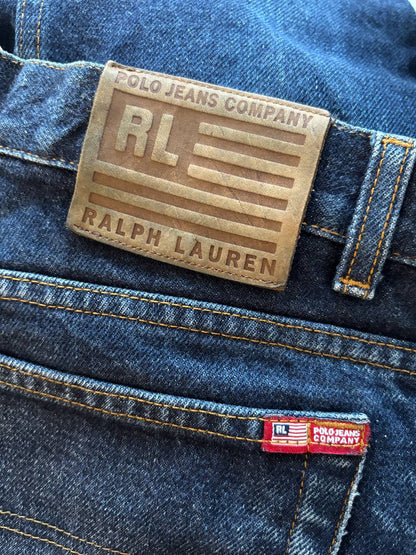 POLO JEANS COMPANY
RL
RALPH LAUREN
RL
POLO JEANS
COMPANY